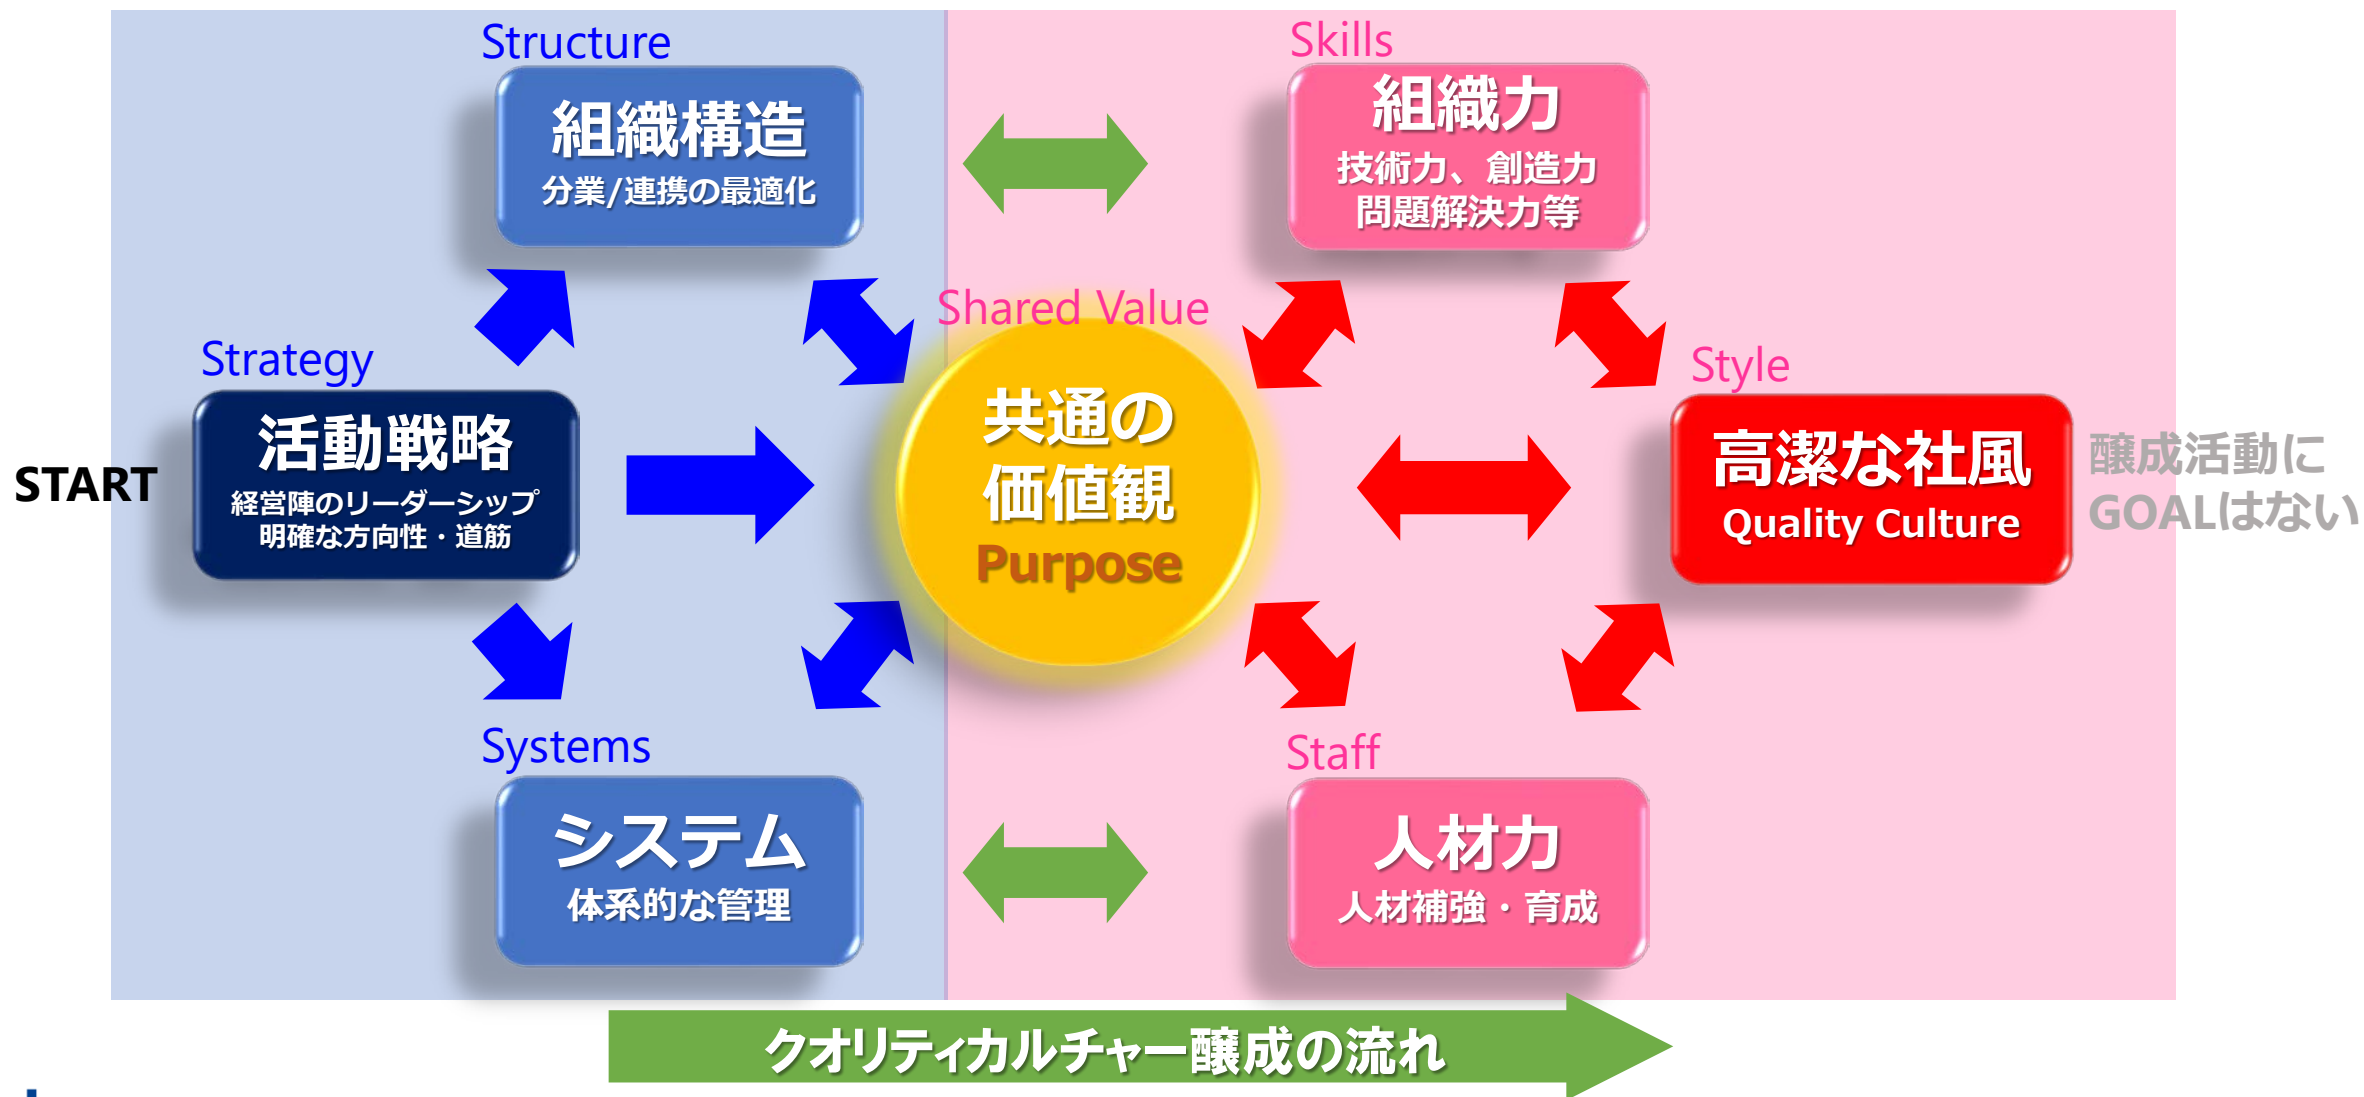 Structure
組織構造
分業/連携の最適化
Skills
組織力
技術力、創造力
問題解決力等
Shared Value
共通の
価値観
Purpose
Strategy
START
活動戦略
経営陣のリーダーシップ
明確な方向性・道筋
Style
高潔な社風
Quality Culture
醸成活動に
GOALはない
Systems
システム
体系的な管理
Staff
人材力
人材補強・育成
クオリティカルチャー醸成の流れ